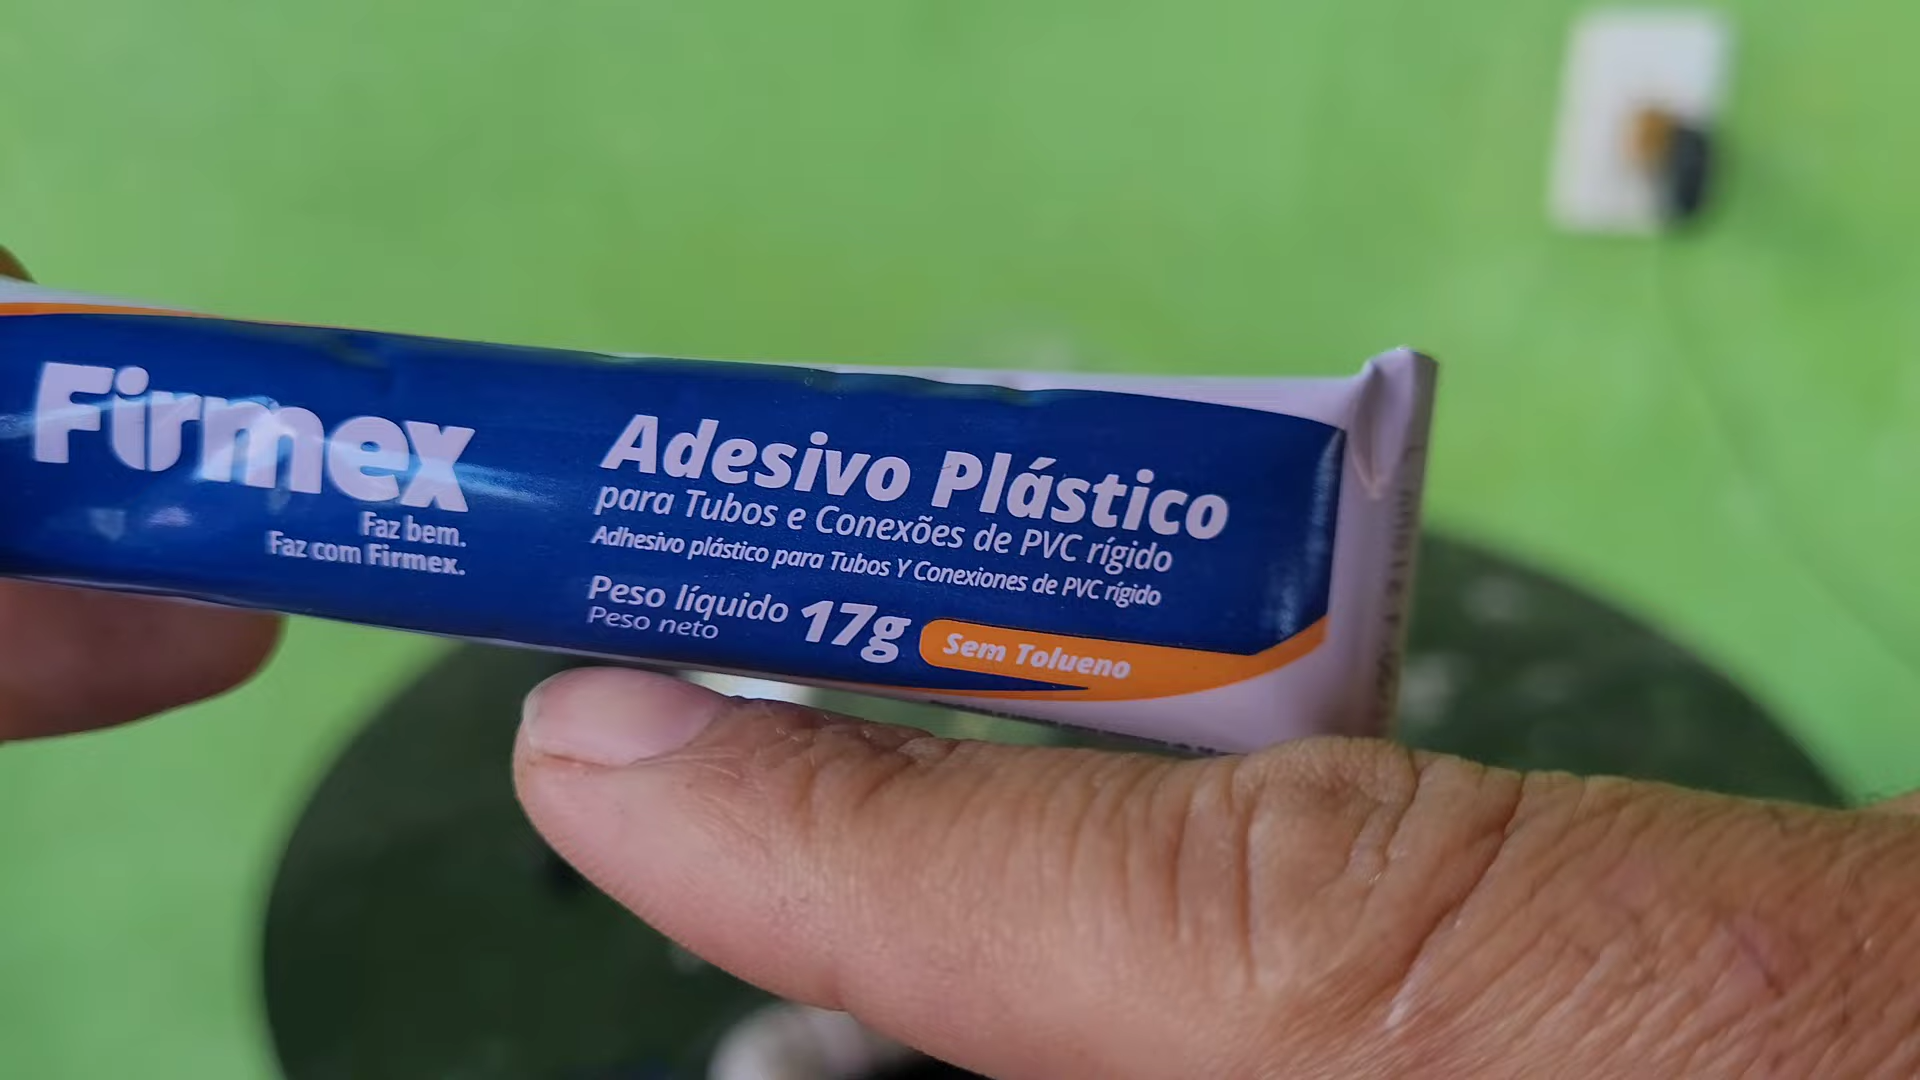 Firmex
Faz bem.
Faz com Firmex.
Adesivo Plástico
para Tubos e Conexões de PVC rígido
Adhesivo plástico para Tubos Y Conexiones de PVC rígido
Peso líquido 17g
Peso neto
Sem Tolueno